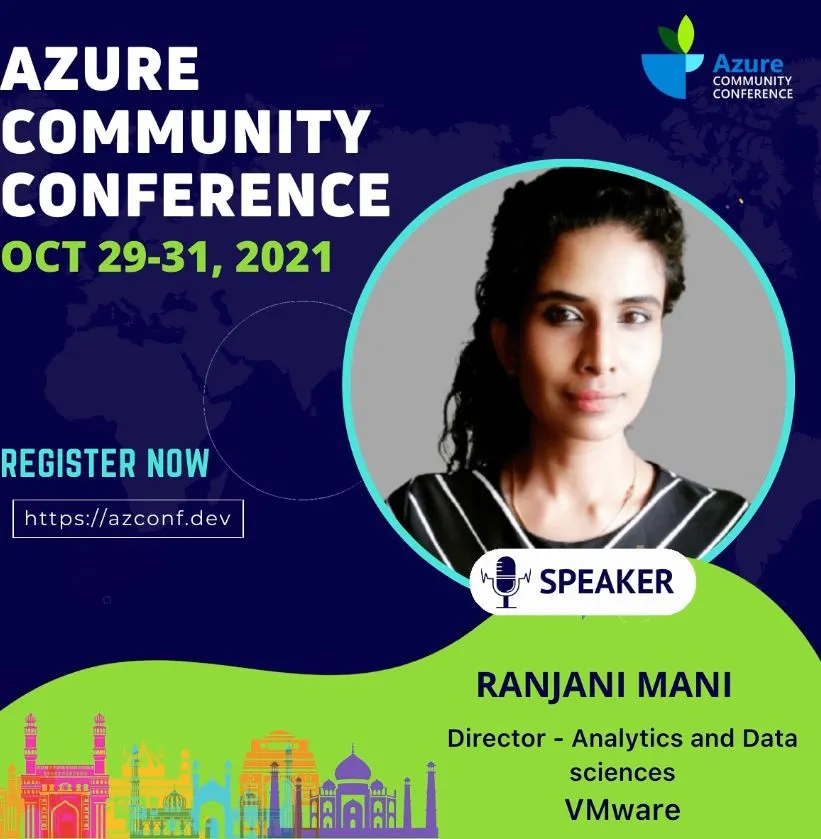 AZURE
COMMUNITY
CONFERENCE
OCT 29-31, 2021
Azure
COMMUNITY
CONFERENCE
REGISTER NOW
https://azconf.dev
SPEAKER
RANJANI MANI
Director - Analytics and Data
sciences
VMware